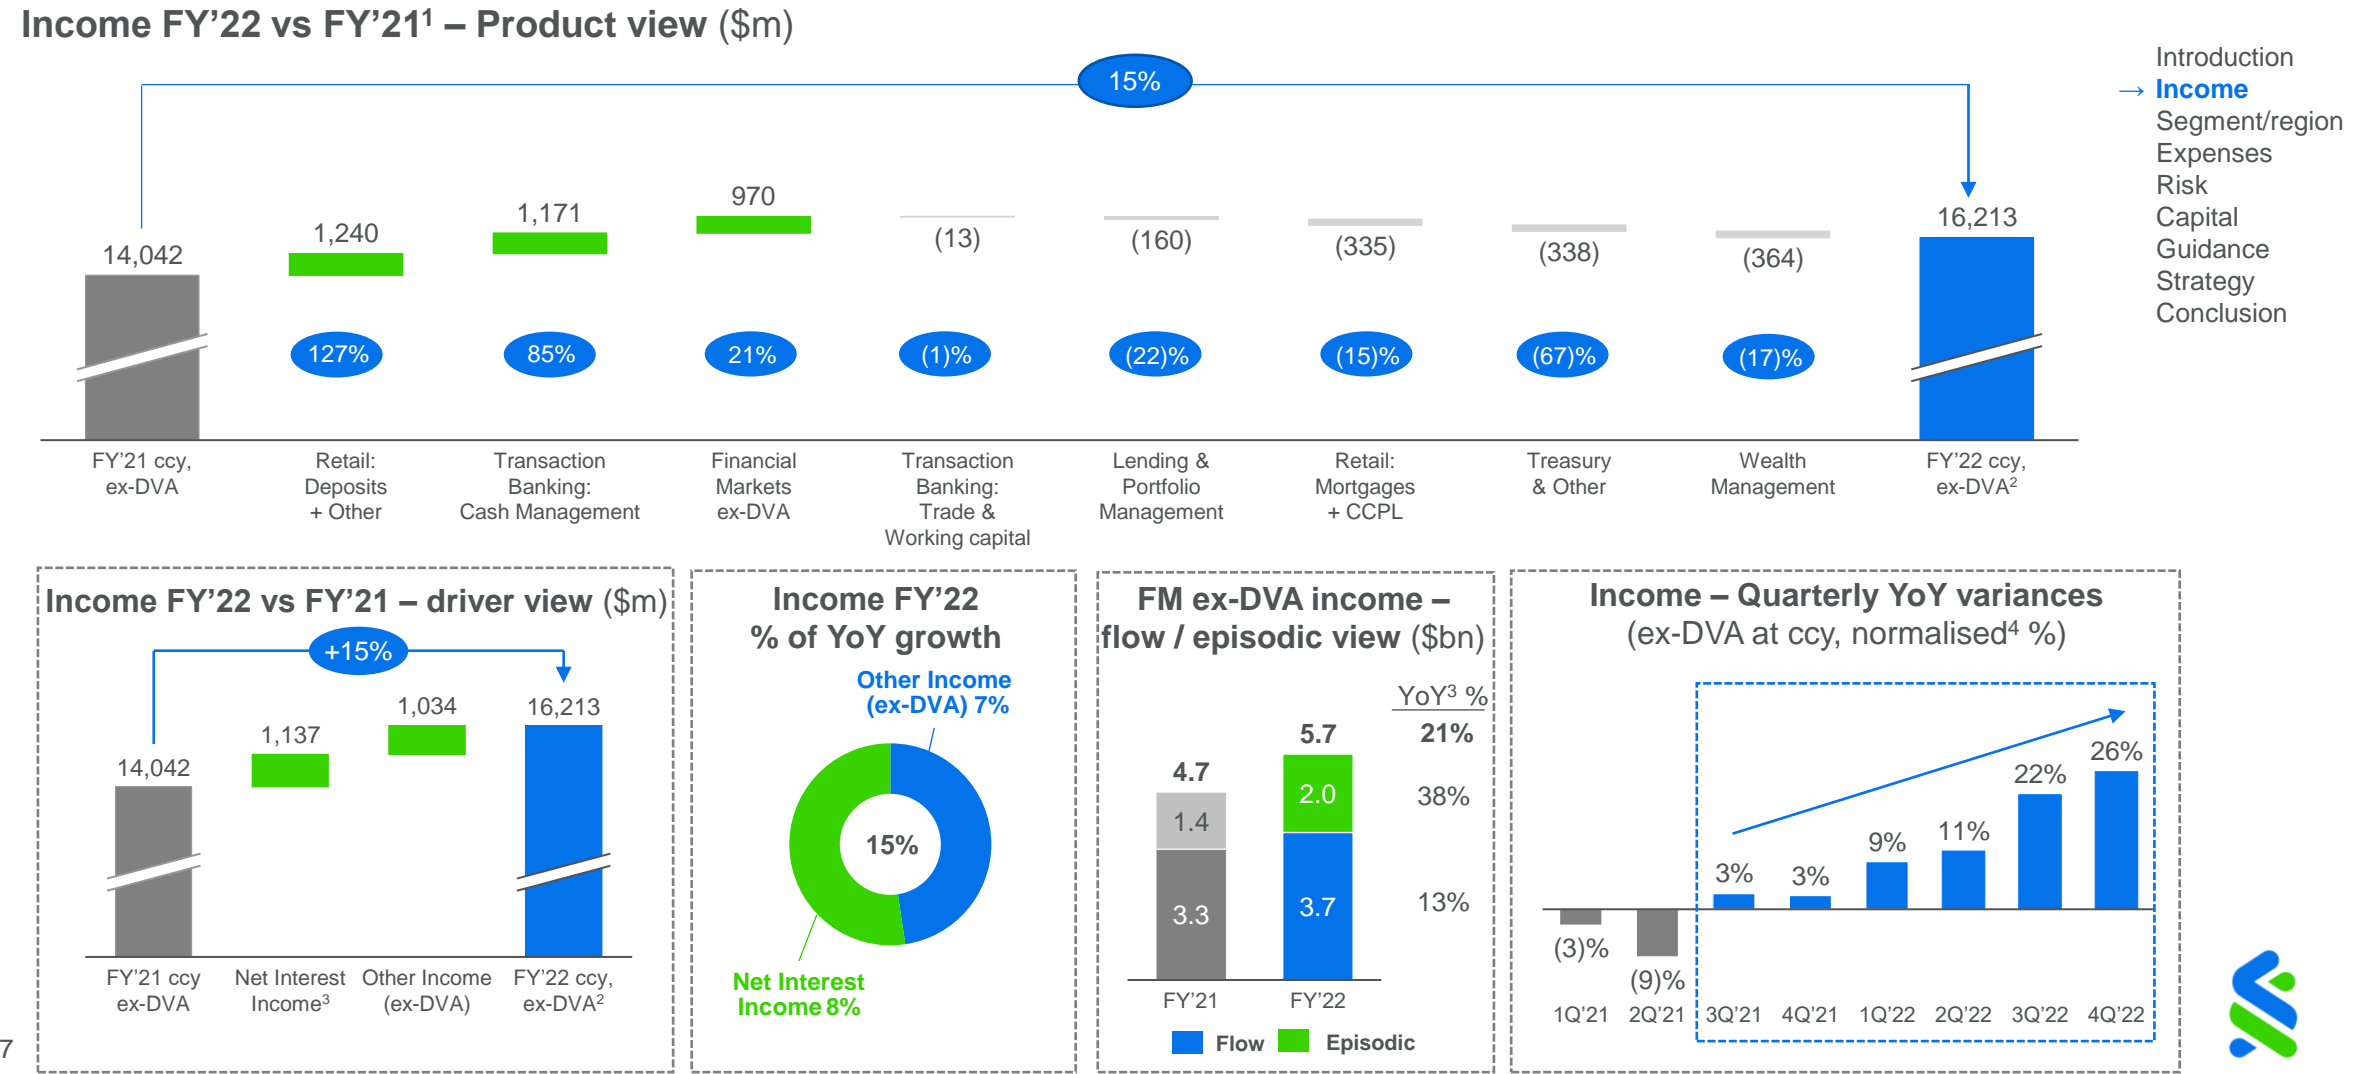 Income FY’22 vs FY’21¹ – Product view ($m)
Introduction
→ Income
Segment/region
Expenses
Risk
Capital
Guidance
Strategy
Conclusion
15%
14,042
1,240
1,171
970
(13)
(160)
(335)
(338)
(364)
16,213
127%
85%
21%
(1)%
(22)%
(15)%
(67)%
(17)%
FY’21 ccy,
ex-DVA
Retail:
Deposits
+ Other
Transaction
Banking:
Cash Management
Financial
Markets
ex-DVA
Transaction
Banking:
Trade &
Working capital
Lending &
Portfolio
Management
Retail:
Mortgages
+ CCPL
Treasury
& Other
Wealth
Management
FY’22 ccy,
ex-DVA²
Income FY’22 vs FY’21 – driver view ($m)
+15%
14,042
1,137
1,034
16,213
FY’21 ccy
ex-DVA
Net Interest
Income³
Other Income
(ex-DVA)
FY’22 ccy,
ex-DVA²
Income FY’22
% of YoY growth
Other Income
(ex-DVA) 7%
15%
Net Interest
Income 8%
FM ex-DVA income –
flow / episodic view ($bn)
YoY³ %
21%
38%
13%
4.7
1.4
3.3
5.7
2.0
3.7
FY’21
FY’22
Flow
Episodic
Income – Quarterly YoY variances
(ex-DVA at ccy, normalised⁴ %)
(3)%
(9)%
3%
3%
9%
11%
22%
26%
1Q’21
2Q’21
3Q’21
4Q’21
1Q’22
2Q’22
3Q’22
4Q’22
7